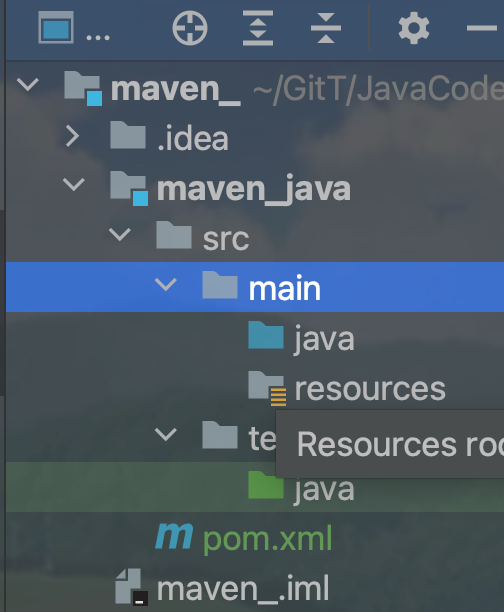 ...
maven_ ~/GitT/JavaCode
.idea
maven_java
src
main
java
resources
te
Resources roo
java
m pom.xml
maven_.iml